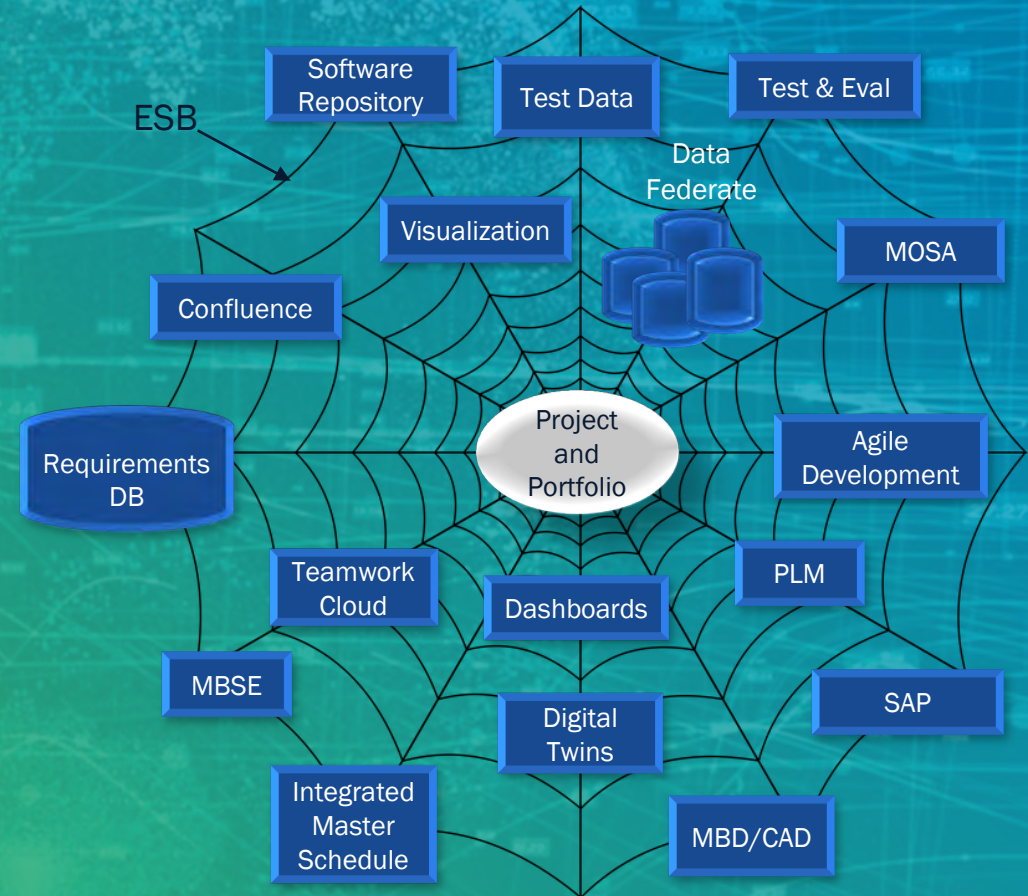 Software
Repository
Test Data
Test & Eval
ESB
Data
Federate
Visualization
MOSA
Confluence
Project
and
Portfolio
Agile
Development
Requirements
DB
Teamwork
Cloud
Dashboards
PLM
MBSE
SAP
Digital
Twins
Integrated
Master
Schedule
MBD/CAD